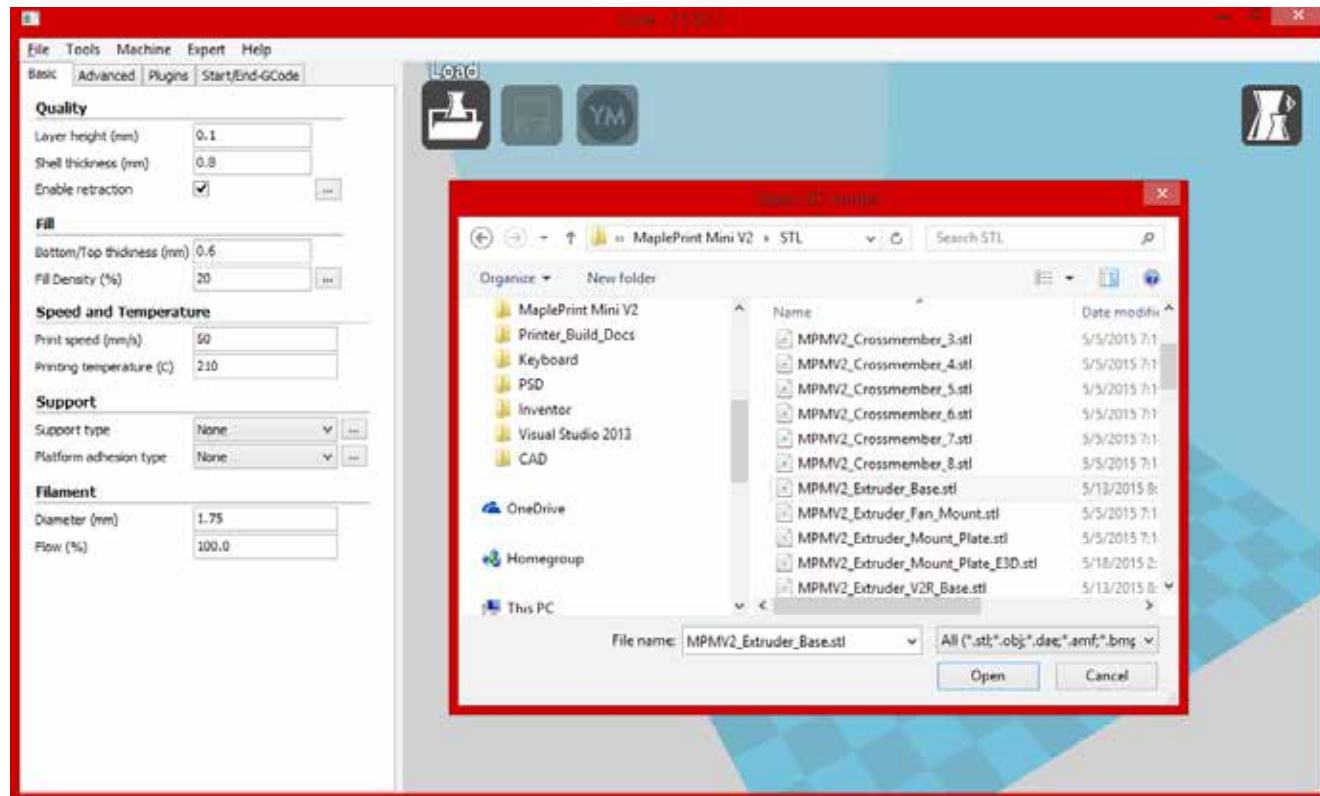 File Tools Machine Expert Help
Basic Advanced Plugins Start/End-GCode
Quality
Layer height (mm) 0.1
Shell thickness (mm) 0.8
Enable retraction ...
Fill
Bottom/Top thickness (mm) 0.6
Fill Density (%) 20 ...
Speed and Temperature
Print speed (mm/s) 50
Printing temperature (C) 210
Support
Support type None ...
Platform adhesion type None ...
Filament
Diameter (mm) 1.75
Flow (%) 100.0
Load
YM
MaplePrint Mini V2 STL
Search STL
Organize New folder
MaplePrint Mini V2
Printer_Build_Docs
Keyboard
PSD
Inventor
Visual Studio 2013
CAD
OneDrive
Homegroup
This PC
Name Date modifi
MPMV2_Crossmember_3.stl 5/5/2015 7:1
MPMV2_Crossmember_4.stl 5/5/2015 7:1
MPMV2_Crossmember_5.stl 5/5/2015 7:1
MPMV2_Crossmember_6.stl 5/5/2015 7:1
MPMV2_Crossmember_7.stl 5/5/2015 7:1
MPMV2_Crossmember_8.stl 5/5/2015 7:1
MPMV2_Extruder_Base.stl 5/13/2015 8:
MPMV2_Extruder_Fan_Mount.stl 5/5/2015 7:1
MPMV2_Extruder_Mount_Plate.stl 5/5/2015 7:1
MPMV2_Extruder_Mount_Plate_E3D.stl 5/18/2015 2:
MPMV2_Extruder_V2R_Base.stl 5/13/2015 8:
File name: MPMV2_Extruder_Base.stl All (*.stl;*.obj;*.dae;*.amf;*.bmp
Open Cancel